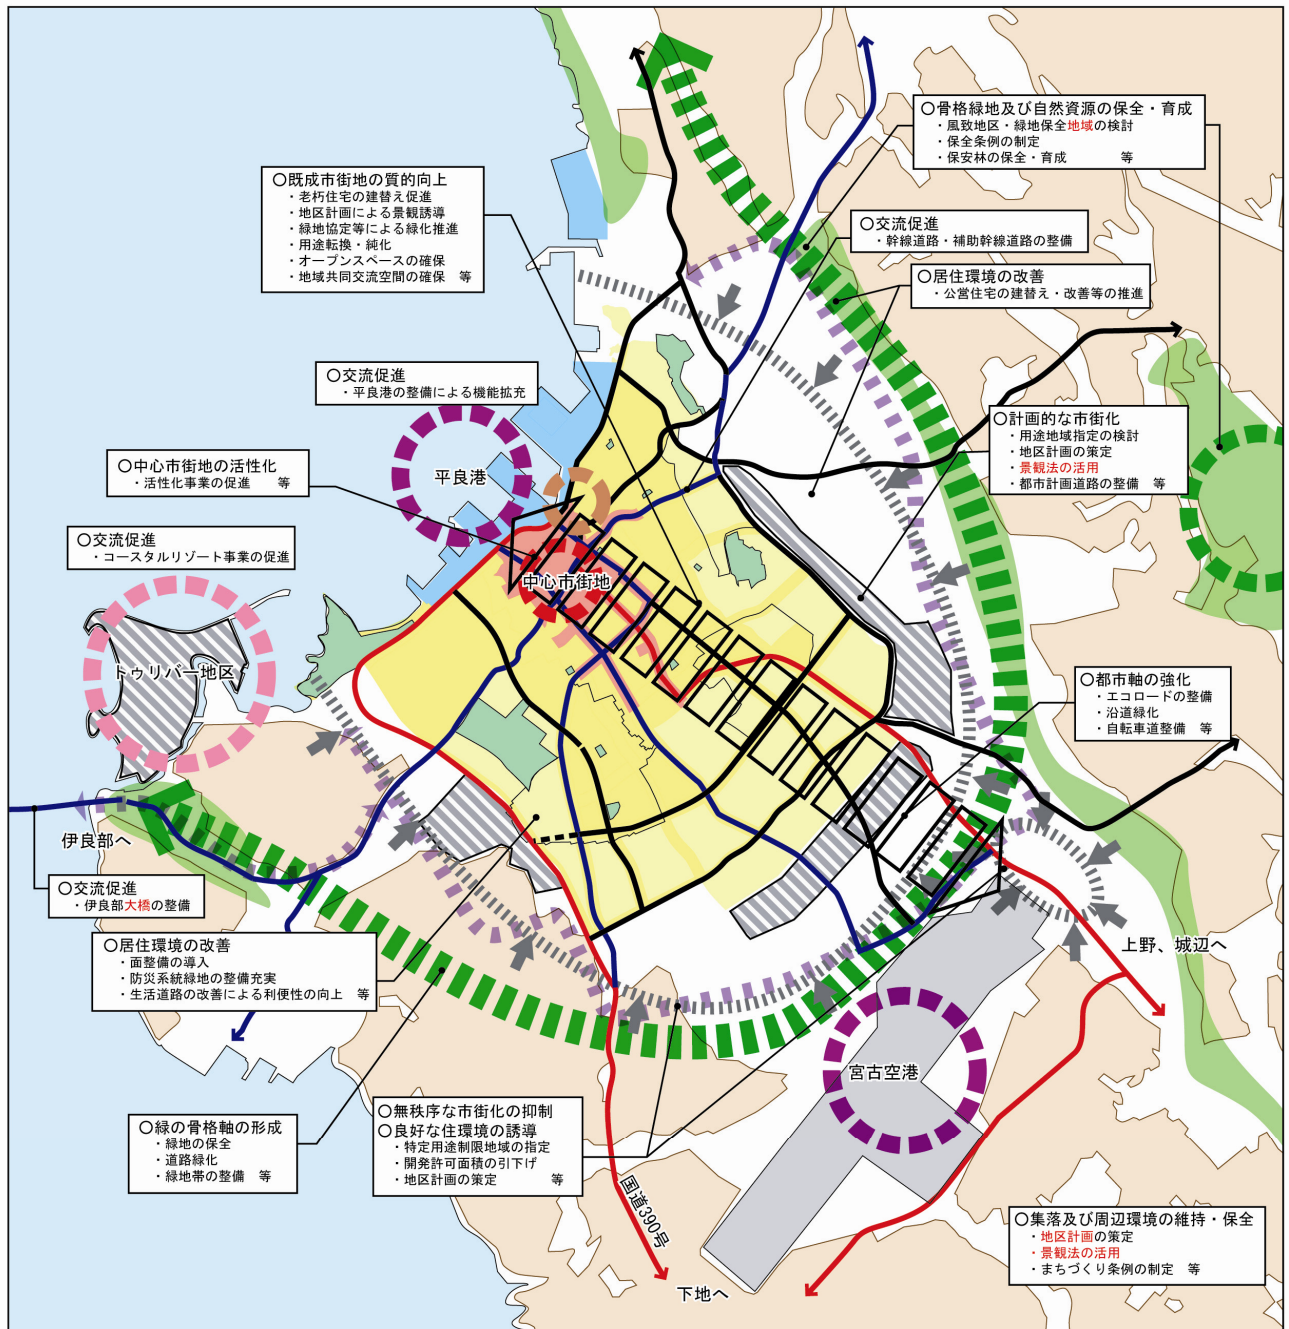 ○骨格緑地及び自然資源の保全・育成
・風致地区・緑地保全地域の検討
・保全条例の制定
・保安林の保全・育成　等
○既成市街地の質的向上
・老朽住宅の建替え促進
・地区計画による景観誘導
・緑地協定等による緑化推進
・用途転換・純化
・オープンスペースの確保
・地域共同交流空間の確保　等
○交流促進
・幹線道路・補助幹線道路の整備
○居住環境の改善
・公営住宅の建替え・改善等の推進
○交流促進
・平良港の整備による機能拡充
○計画的な市街化
・用途地域指定の検討
・地区計画の策定
・景観法の活用
・都市計画道路の整備　等
○中心市街地の活性化
・活性化事業の促進　等
平良港
○交流促進
・コースタルリゾート事業の促進
中心市街地
トゥリバー地区
○都市軸の強化
・エコロードの整備
・沿道緑化
・自転車道整備　等
伊良部へ
○交流促進
・伊良部大橋の整備
○居住環境の改善
・面整備の導入
・防災系統緑地の整備充実
・生活道路の改善による利便性の向上　等
上野、城辺へ
宮古空港
○緑の骨格軸の形成
・緑地の保全
・道路緑化
・緑地帯の整備　等
○無秩序な市街化の抑制
○良好な住環境の誘導
・特定用途制限地域の指定
・開発許可面積の引下げ
・地区計画の策定　等
国道390号
○集落及び周辺環境の維持・保全
・地区計画の策定
・景観法の活用
・まちづくり条例の制定　等
下地へ